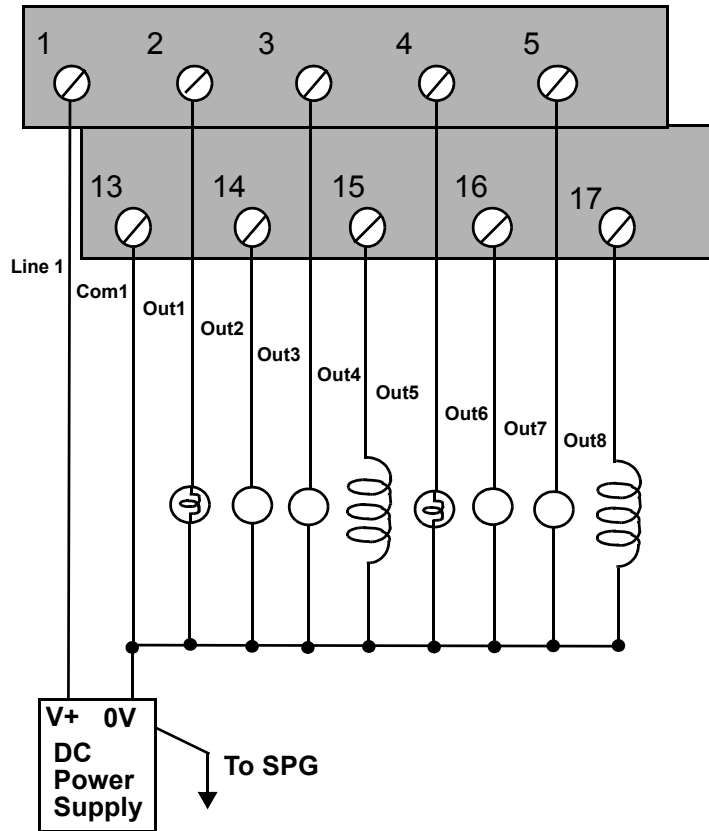 1 2 3 4 5
13 14 15 16 17
Line 1
Com1
Out1
Out2
Out3
Out4
Out5
Out6
Out7
Out8
V+ 0V
DC
Power
Supply
To SPG